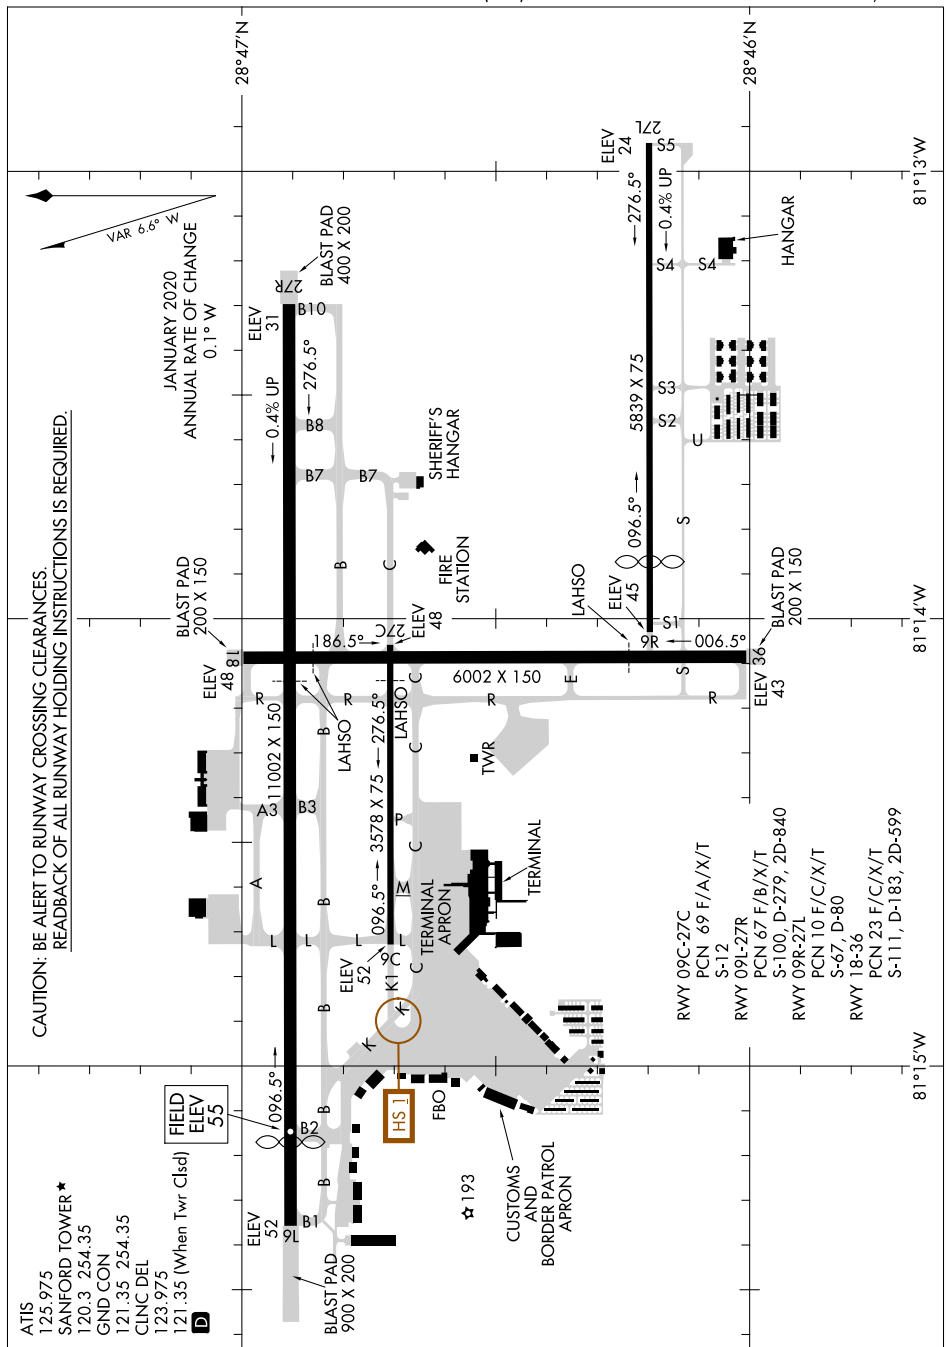 ATIS
125.975
SANFORD TOWER★
120.3 254.35
GND CON
121.35 254.35
CLNC DEL
123.975
121.35 (When Twr Clsd)
D
CAUTION: BE ALERT TO RUNWAY CROSSING CLEARANCES.
READBACK OF ALL RUNWAY HOLDING INSTRUCTIONS IS REQUIRED.
JANUARY 2020
ANNUAL RATE OF CHANGE
0.1° W
VAR 6.6° W
28°47'N
28°46'N
81°13'W
81°14'W
81°15'W
FIELD
ELEV
55
ELEV
52
9L
BLAST PAD
900 X 200
096.5°
11002 X 150
0.4% UP
276.5°
ELEV
31
27R
BLAST PAD
400 X 200
B1
B2
B
B
B
B
B
B
B3
B7
B7
B8
B10
A
A3
L
L
L
L
K
K
K1
M
P
C
C
C
C
C
C
R
R
R
R
E
BLAST PAD
200 X 150
ELEV
48
18
L
186.5°
LAHSO
ELEV
52
9C
096.5°
3578 X 75
276.5°
LAHSO
27C
ELEV
48
6002 X 150
006.5°
36
ELEV
43
BLAST PAD
200 X 150
LAHSO
ELEV
45
9R
096.5°
5839 X 75
276.5°
0.4% UP
ELEV
24
27L
S
S
S1
S2
S3
S4
S4
S5
U
HANGAR
SHERIFF'S
HANGAR
FIRE
STATION
TWR
TERMINAL
TERMINAL
APRON
HS 1
FBO
193
CUSTOMS
AND
BORDER PATROL
APRON
RWY 09C-27C
PCN 69 F/A/X/T
S-12
RWY 09L-27R
PCN 67 F/B/X/T
S-100, D-279, 2D-840
RWY 09R-27L
PCN 10 F/C/X/T
S-67, D-80
RWY 18-36
PCN 23 F/C/X/T
S-111, D-183, 2D-599